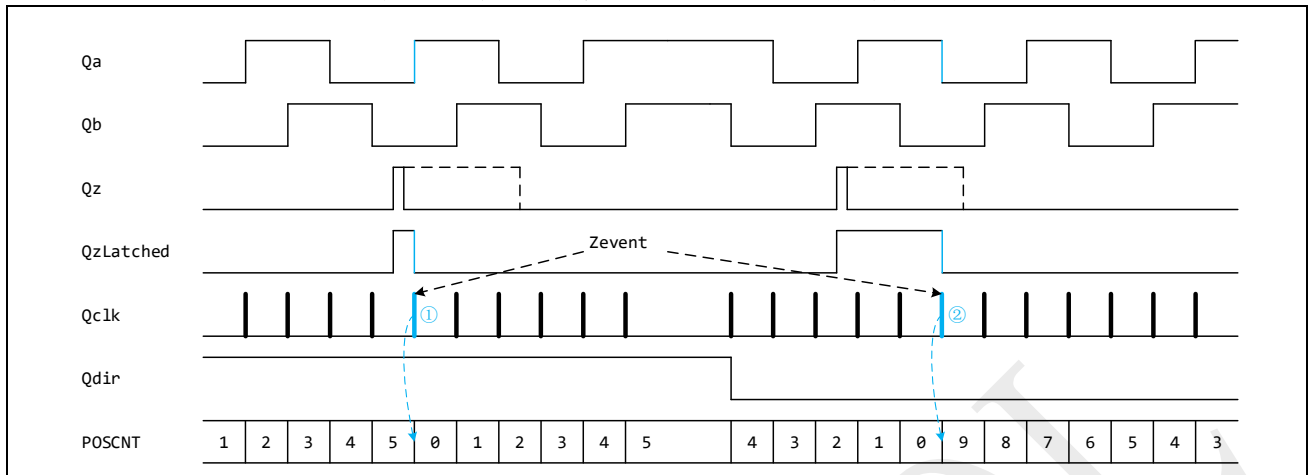 Qa
Qb
Qz
QzLatched
Zevent
Qclk
①
②
Qdir
POSCNT 1 2 3 4 5 0 1 2 3 4 5 4 3 2 1 0 9 8 7 6 5 4 3